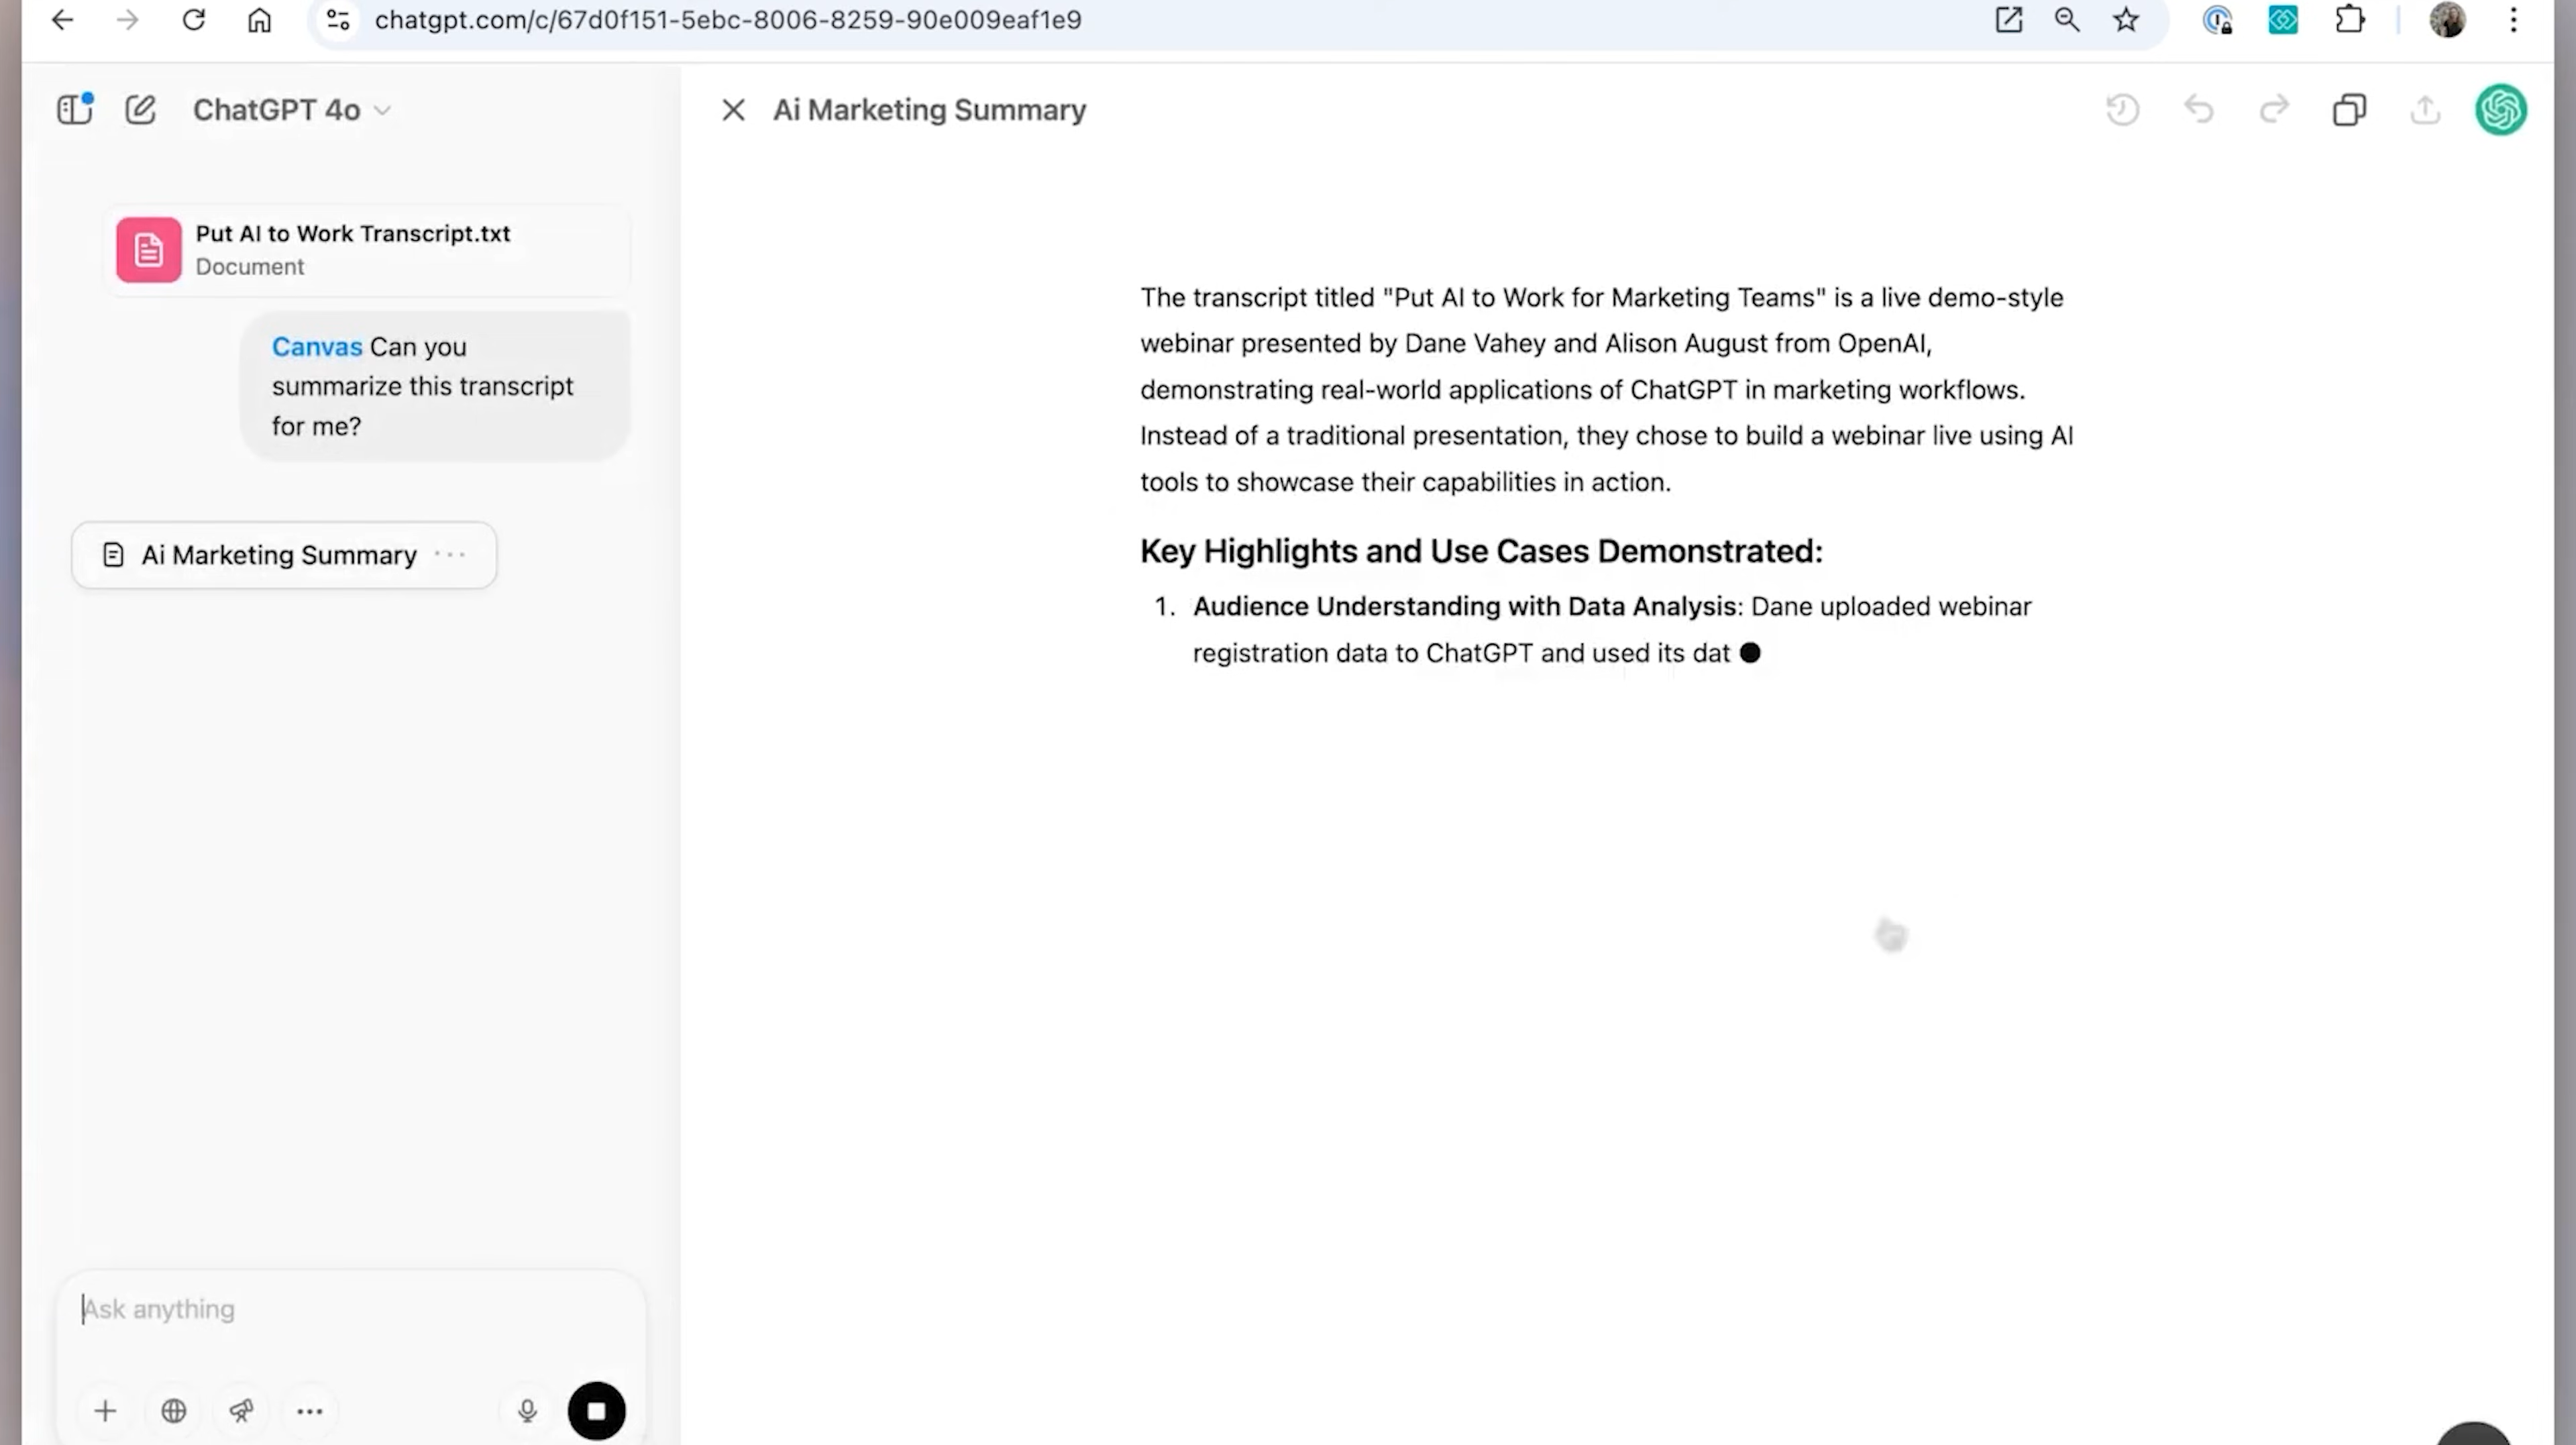 chatgpt.com/c/67d0f151-5ebc-8006-8259-90e009eaf1e9
ChatGPT 4o
Ai Marketing Summary
Put AI to Work Transcript.txt
Document
Canvas Can you
summarize this transcript
for me?
Ai Marketing Summary
Ask anything
The transcript titled "Put AI to Work for Marketing Teams" is a live demo-style
webinar presented by Dane Vahey and Alison August from OpenAI,
demonstrating real-world applications of ChatGPT in marketing workflows.
Instead of a traditional presentation, they chose to build a webinar live using AI
tools to showcase their capabilities in action.
Key Highlights and Use Cases Demonstrated:
1. Audience Understanding with Data Analysis: Dane uploaded webinar
registration data to ChatGPT and used its dat